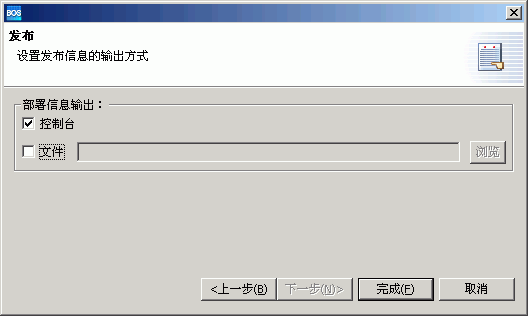 BOS
发布
设置发布信息的输出方式
部署信息输出：
控制台
文件
浏览
<上一步(B) 下一步(N)> 完成(F) 取消